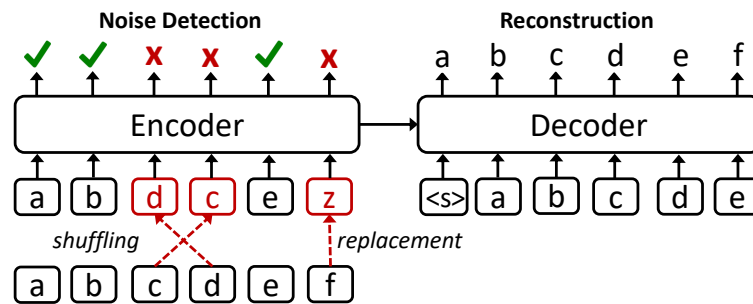 Noise Detection Reconstruction
✓ ✓ x x ✓ x a b c d e f
Encoder Decoder
a b d c e z <s> a b c d e
shuffling replacement
a b c d e f